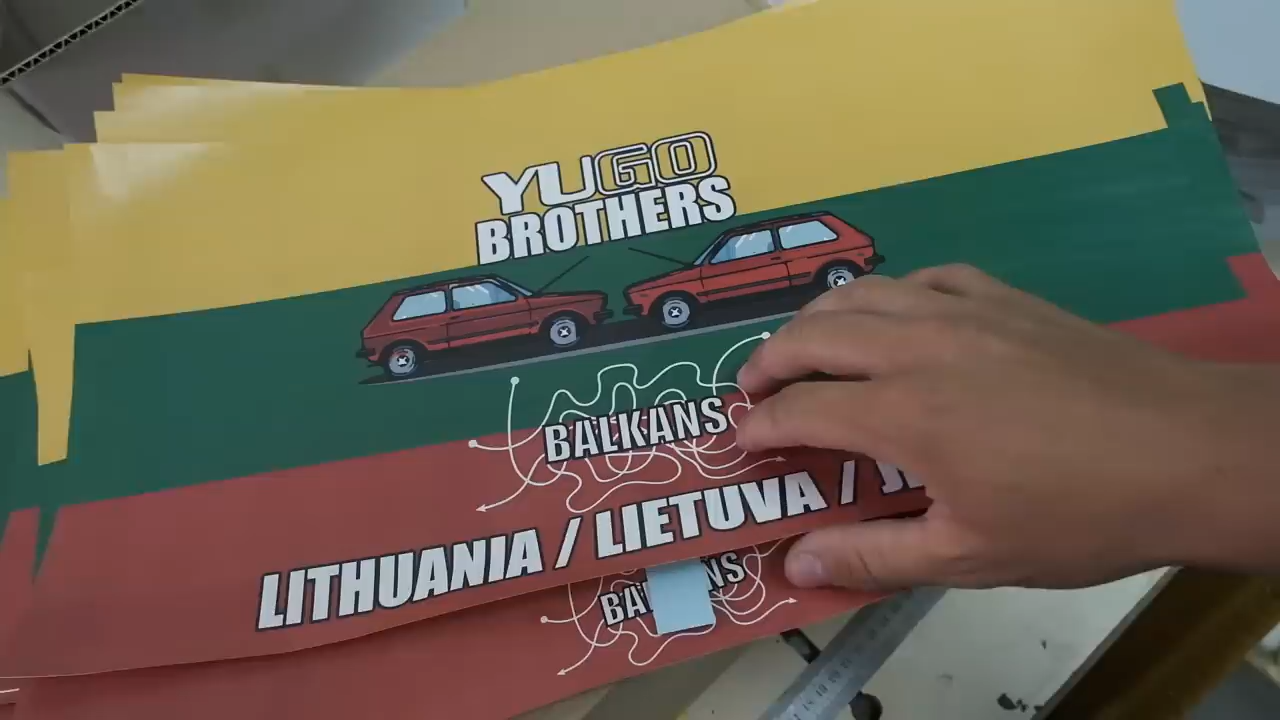 YUGO
BROTHERS
BALKANS
LITHUANIA / LIETUVA /